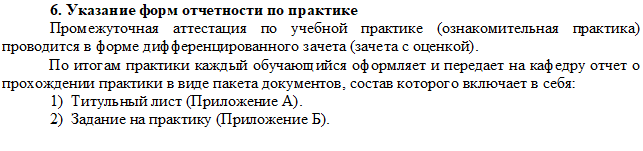 6. Указание форм отчетности по практике
Промежуточная аттестация по учебной практике (ознакомительная практика)
проводится в форме дифференцированного зачета (зачета с оценкой).
По итогам практики каждый обучающийся оформляет и передает на кафедру отчет о
прохождении практики в виде пакета документов, состав которого включает в себя:
1) Титульный лист (Приложение А).
2) Задание на практику (Приложение Б).